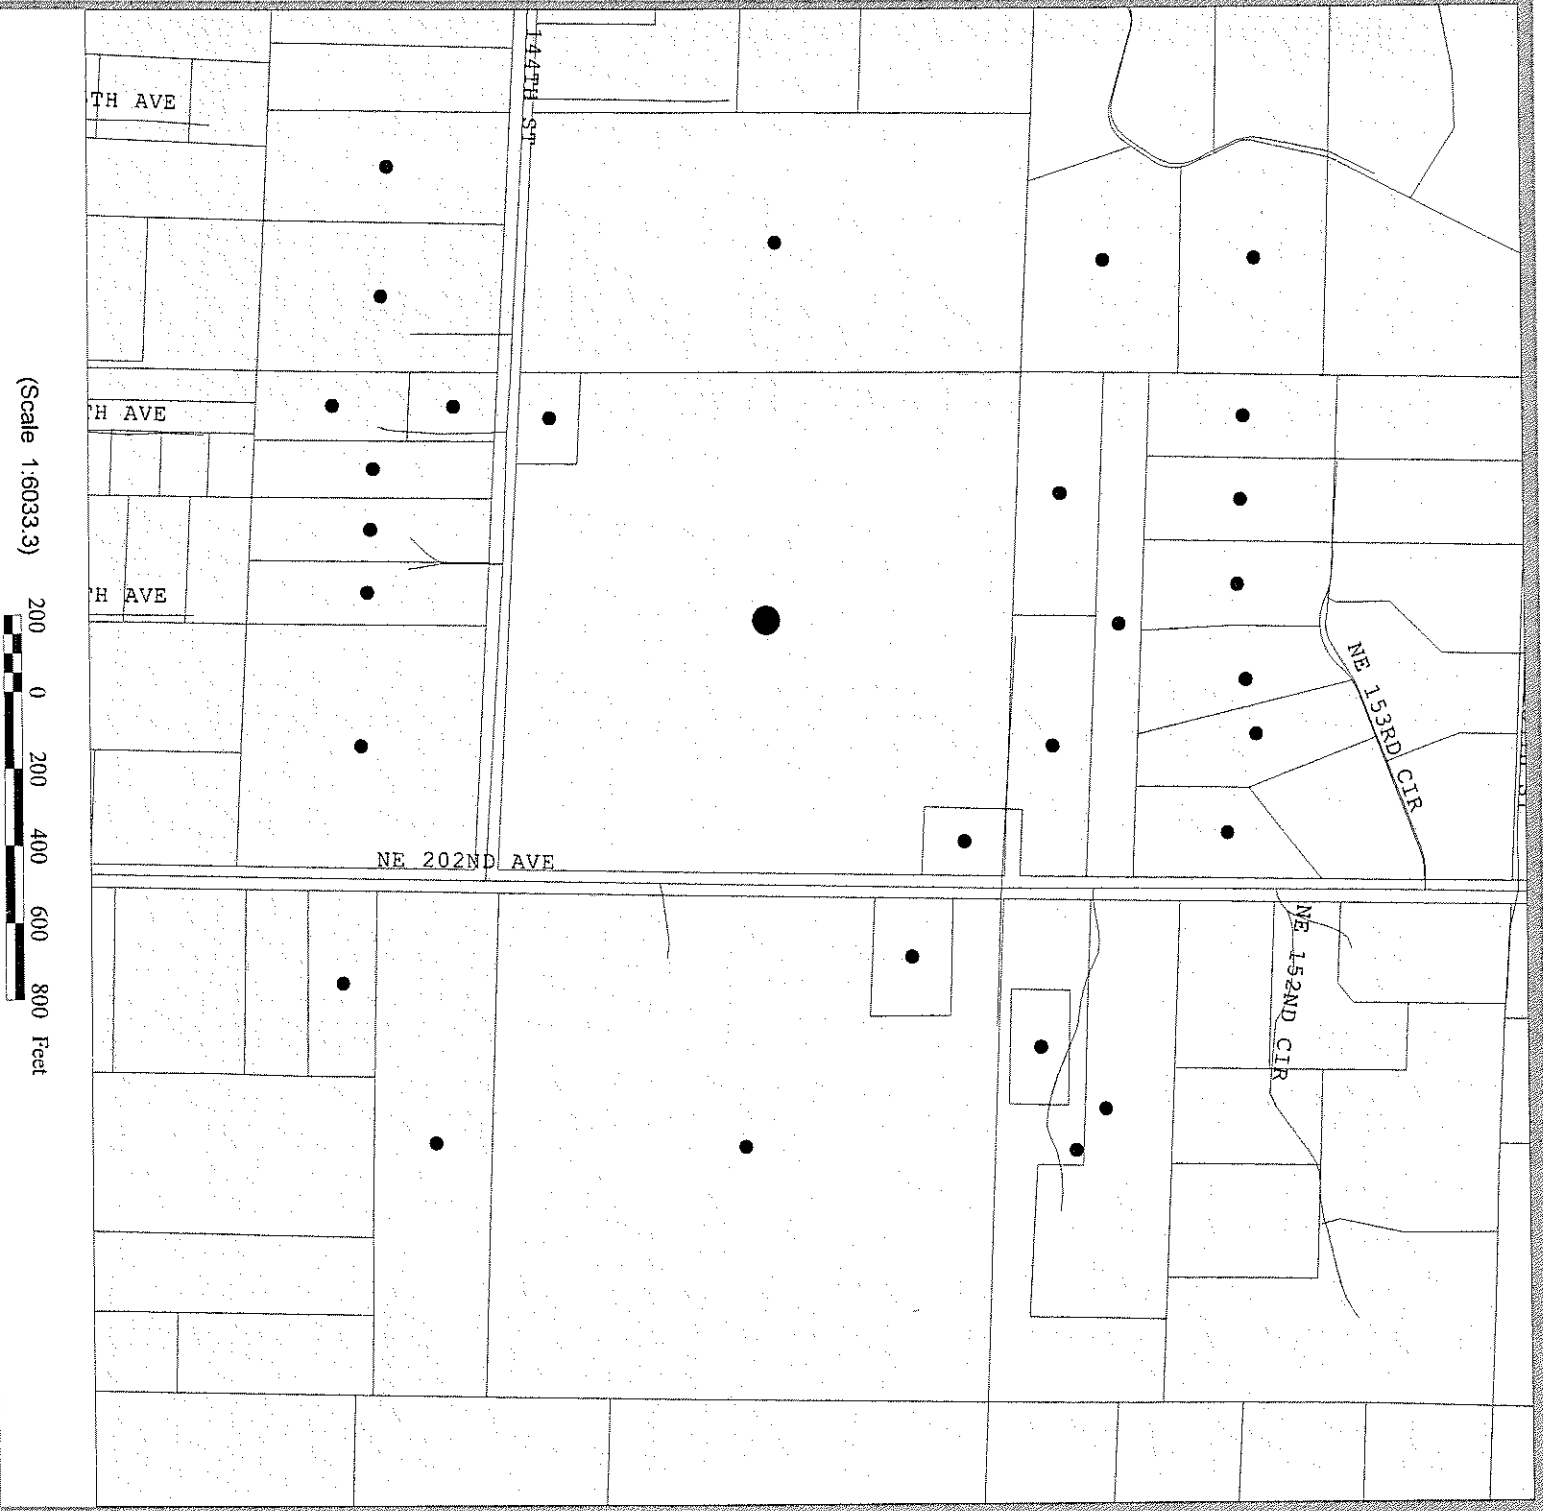 TH AVE
144TH ST
TH AVE
TH AVE
NE 153RD CIR
NE 202ND AVE
NE 152ND CIR
(Scale 1:6033.3)
200 0 200 400 600 800 Feet